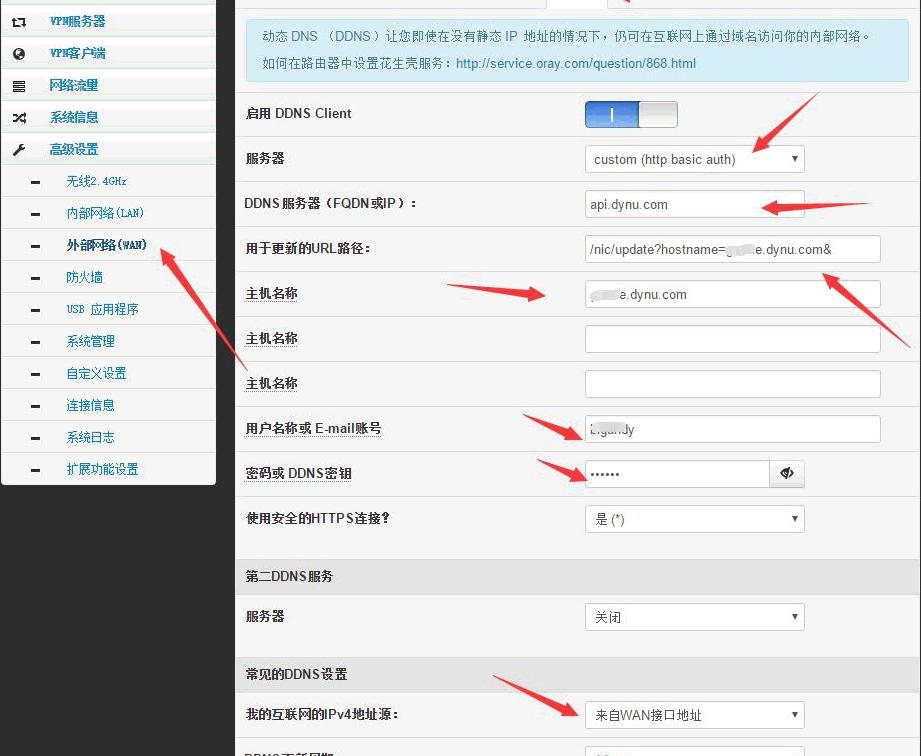 VPN服务器
VPN客户端
网络流量
系统信息
高级设置
无线2.4GHz
内部网络(LAN)
外部网络(WAN)
防火墙
USB 应用程序
系统管理
自定义设置
连接信息
系统日志
扩展功能设置
动态 DNS （DDNS ）让您即使在没有静态 IP 地址的情况下，仍可在互联网上通过域名访问你的内部网络。
如何在路由器中设置花生壳服务：http://service.oray.com/question/868.html
启用 DDNS Client
服务器 custom (http basic auth)
DDNS服务器（FQDN或IP）： api.dynu.com
用于更新的URL路径： /nic/update?hostname= e.dynu.com&
主机名称 e.dynu.com
主机名称
主机名称
用户名称或 E-mail账号
密码或 DDNS密钥 ••••••
使用安全的HTTPS连接？ 是 (*)
第二DDNS服务
服务器 关闭
常见的DDNS设置
我的互联网的IPv4地址源： 来自WAN接口地址